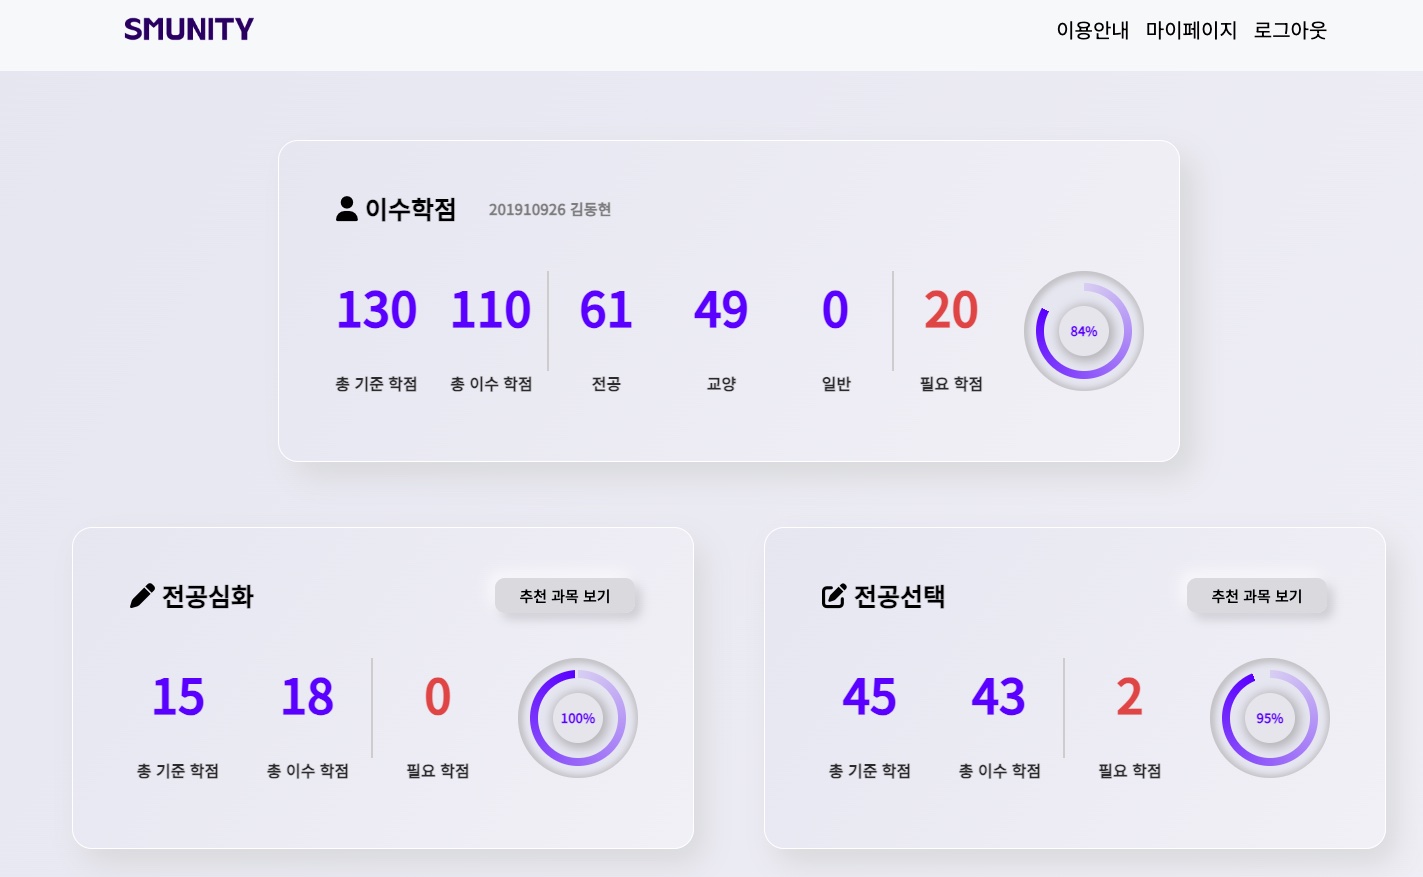 SMUNITY
이용안내 마이페이지 로그아웃
이수학점 201910926 김동현
130 110 61 49 0 20 84%
총 기준 학점 총 이수 학점 전공 교양 일반 필요 학점
전공심화 추천 과목 보기
15 18 0 100%
총 기준 학점 총 이수 학점 필요 학점
전공선택 추천 과목 보기
45 43 2 95%
총 기준 학점 총 이수 학점 필요 학점